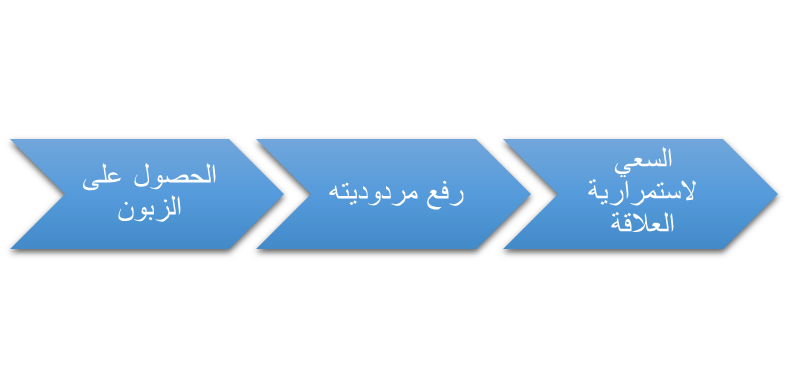 الحصول على
الزبون
رفع مردوديته
السعي
لاستمرارية
العلاقة